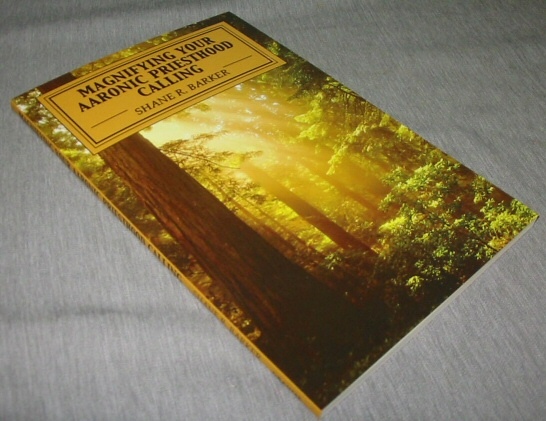 MAGNIFYING YOUR
AARONIC PRIESTHOOD
CALLING
SHANE R. BARKER